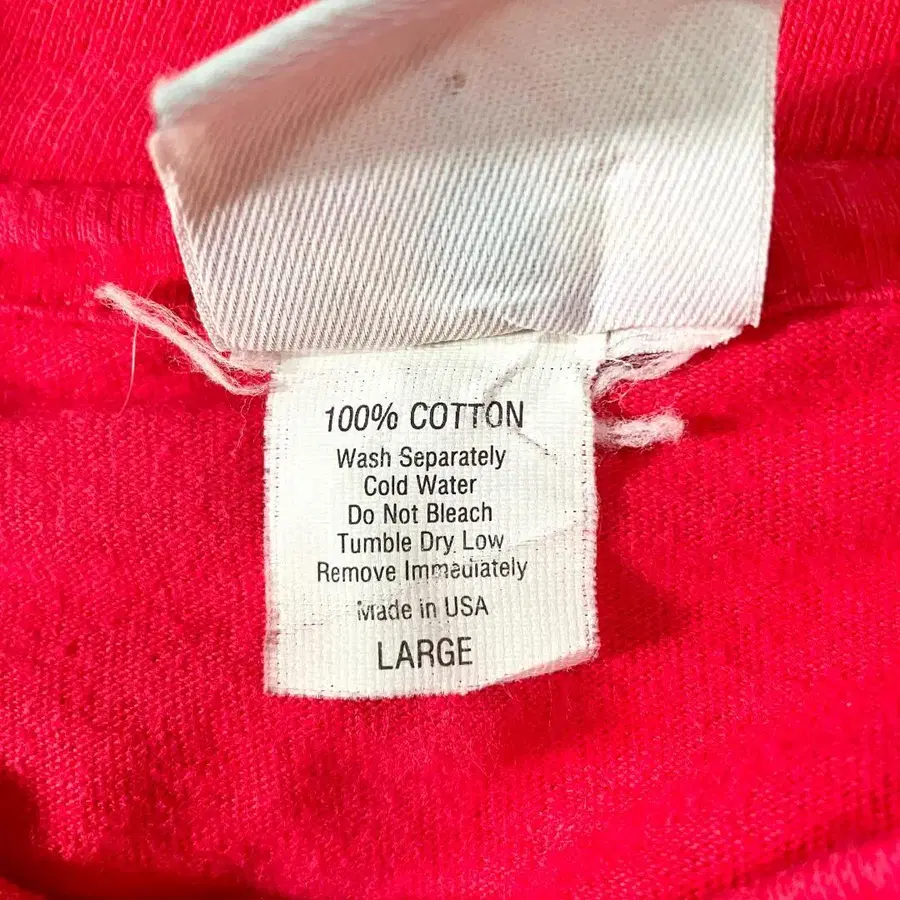 100% COTTON
Wash Separately
Cold Water
Do Not Bleach
Tumble Dry Low
Remove Immediately
Made in USA
LARGE